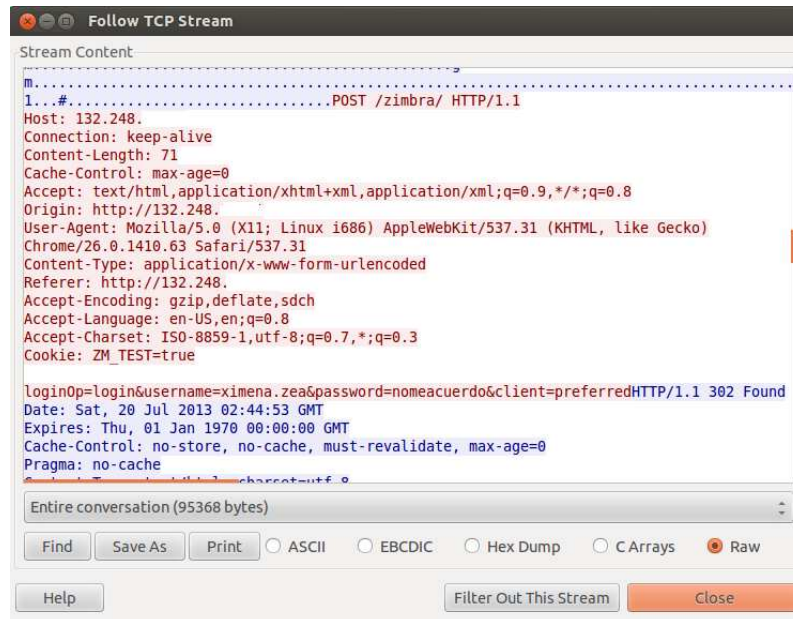 Follow TCP Stream
Stream Content
m..............................................................................................
1...#...............................POST /zimbra/ HTTP/1.1
Host: 132.248.
Connection: keep-alive
Content-Length: 71
Cache-Control: max-age=0
Accept: text/html,application/xhtml+xml,application/xml;q=0.9,*/*;q=0.8
Origin: http://132.248.
User-Agent: Mozilla/5.0 (X11; Linux i686) AppleWebKit/537.31 (KHTML, like Gecko)
Chrome/26.0.1410.63 Safari/537.31
Content-Type: application/x-www-form-urlencoded
Referer: http://132.248.
Accept-Encoding: gzip,deflate,sdch
Accept-Language: en-US,en;q=0.8
Accept-Charset: ISO-8859-1,utf-8;q=0.7,*;q=0.3
Cookie: ZM_TEST=true
loginOp=login&username=ximena.zea&password=nomeacuerdo&client=preferredHTTP/1.1 302 Found
Date: Sat, 20 Jul 2013 02:44:53 GMT
Expires: Thu, 01 Jan 1970 00:00:00 GMT
Cache-Control: no-store, no-cache, must-revalidate, max-age=0
Pragma: no-cache
Entire conversation (95368 bytes)
Find Save As Print ASCII EBCDIC Hex Dump C Arrays Raw
Help Filter Out This Stream Close